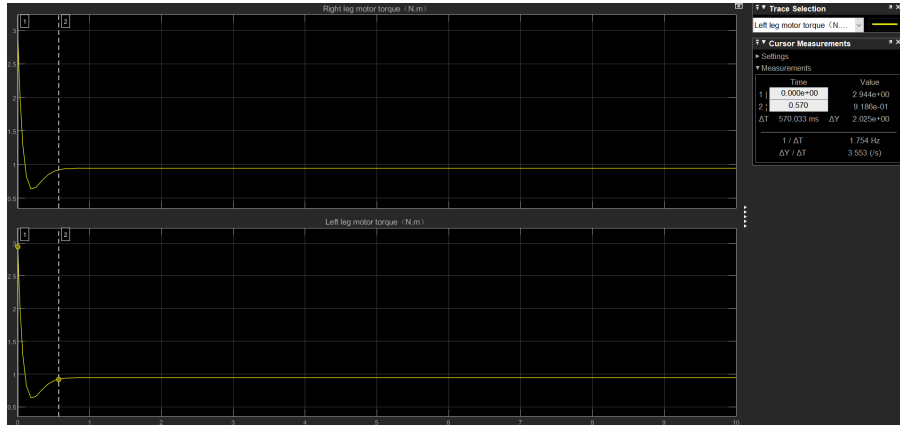 Right leg motor torque（N.m）
1
2
3
2.5
2
1.5
1
0.5
Left leg motor torque（N.m）
1
2
3
2.5
2
1.5
1
0.5
0 1 2 3 4 5 6 7 8 9 10
Trace Selection
Left leg motor torque（N....
Cursor Measurements
Settings
Measurements
Time Value
1 | 0.000e+00 2.944e+00
2 ¦ 0.570 9.186e-01
ΔT 570.033 ms ΔY 2.025e+00
1 / ΔT 1.754 Hz
ΔY / ΔT 3.553 (/s)